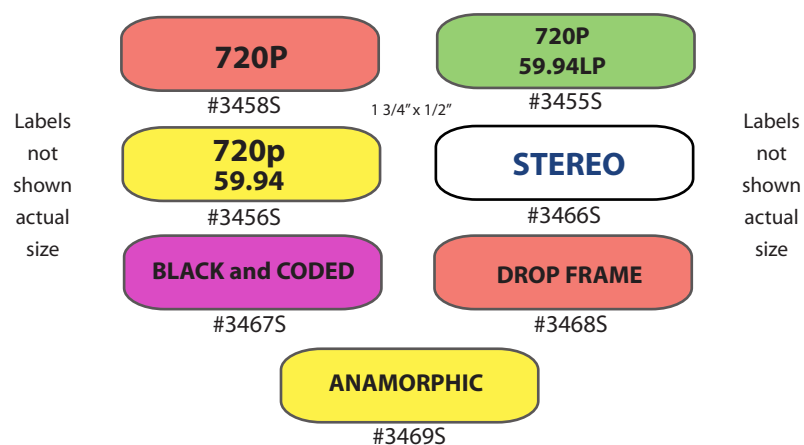 720P
#3458S
720P
59.94LP
#3455S
1 3/4” x 1/2”
Labels
not
shown
actual
size
720p
59.94
#3456S
STEREO
#3466S
Labels
not
shown
actual
size
BLACK and CODED
#3467S
DROP FRAME
#3468S
ANAMORPHIC
#3469S